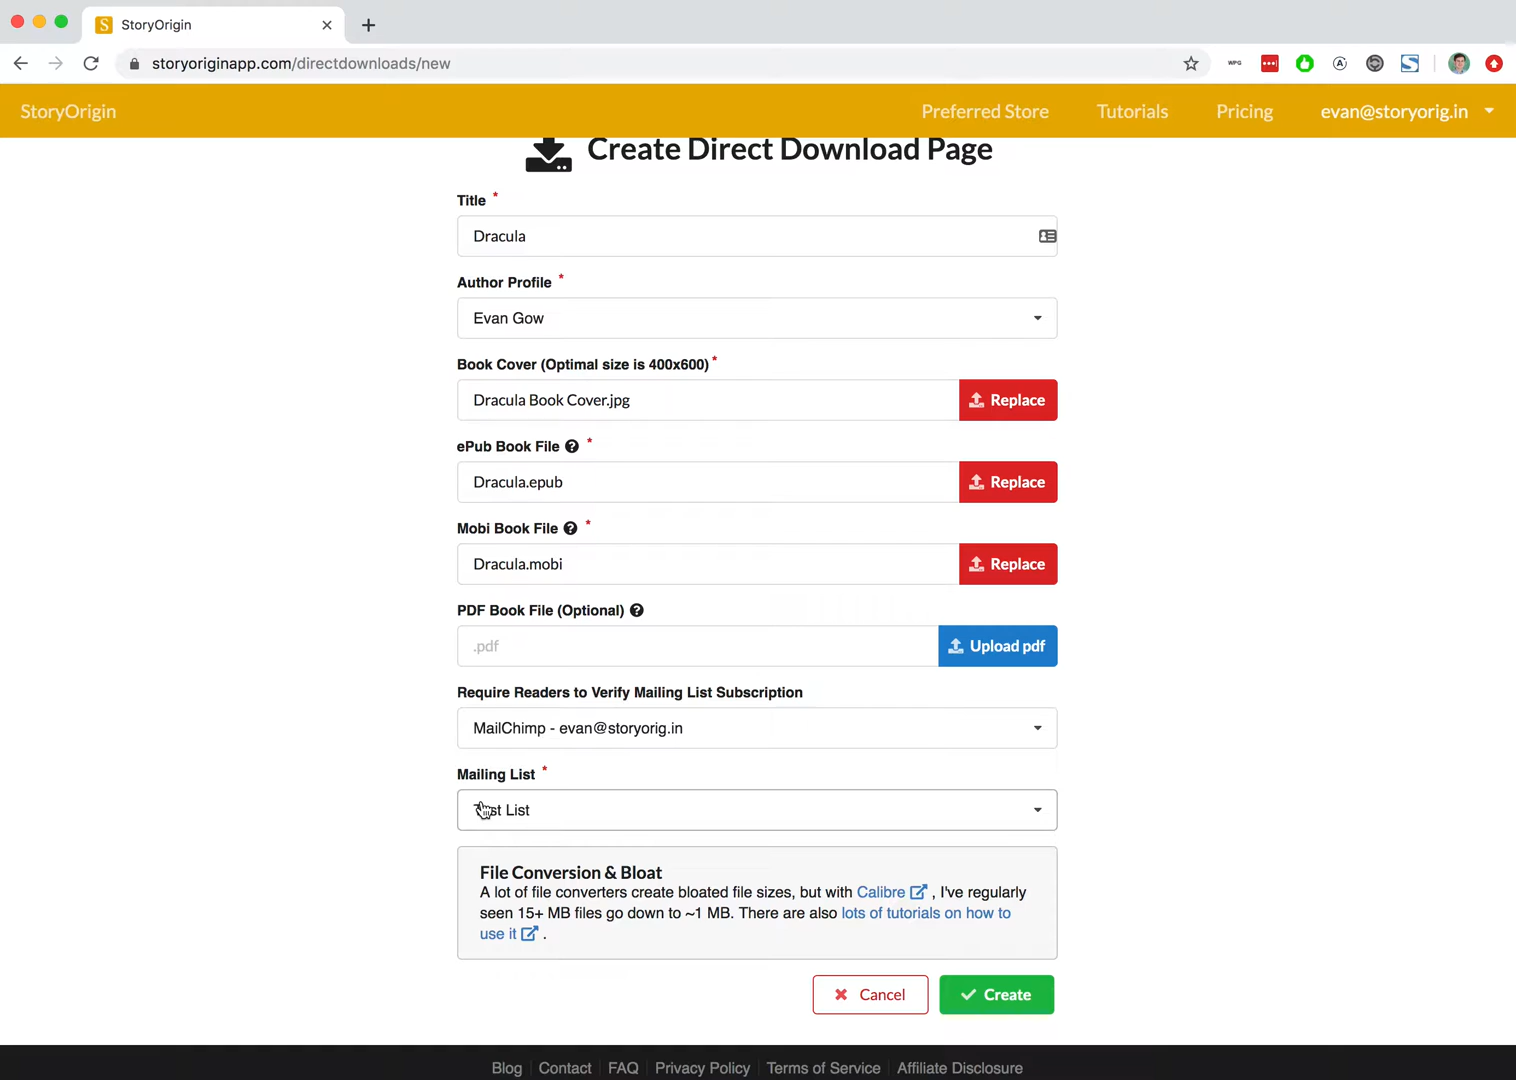 StoryOrigin
storyoriginapp.com/directdownloads/new
WPG
StoryOrigin
Preferred Store
Tutorials
Pricing
evan@storyorig.in
Create Direct Download Page
Title *
Dracula
Author Profile *
Evan Gow
Book Cover (Optimal size is 400x600) *
Dracula Book Cover.jpg
Replace
ePub Book File *
Dracula.epub
Replace
Mobi Book File *
Dracula.mobi
Replace
PDF Book File (Optional)
.pdf
Upload pdf
Require Readers to Verify Mailing List Subscription
MailChimp - evan@storyorig.in
Mailing List *
List
File Conversion & Bloat
A lot of file converters create bloated file sizes, but with Calibre , I've regularly
seen 15+ MB files go down to ~1 MB. There are also lots of tutorials on how to
use it .
Cancel
Create
Blog Contact FAQ Privacy Policy Terms of Service Affiliate Disclosure